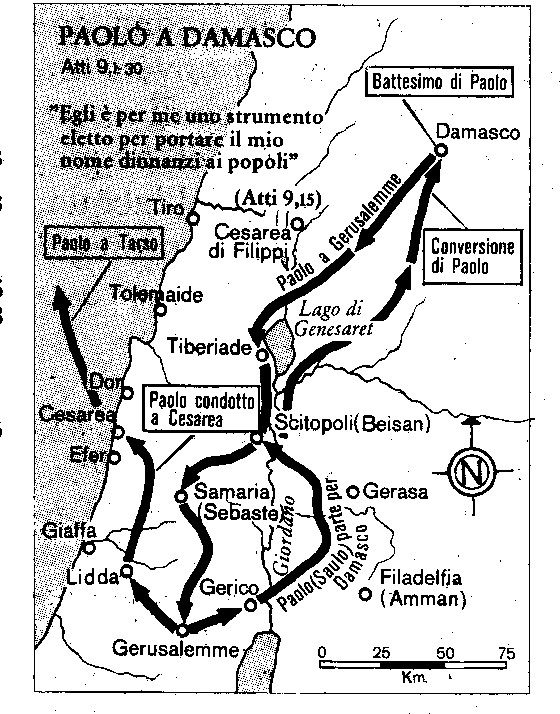 PAOLO A DAMASCO
Atti 9,1-30
"Egli è per me uno strumento
eletto per portare il mio
nome dinanzi ai popoli"
(Atti 9,15)
Battesimo di Paolo
Damasco
Tiro
Cesarea
di Filippi
Paolo a Gerusalemme
Conversione
di Paolo
Paolo a Tarso
Tolemaide
Lago di
Genesaret
Tiberiade
Dor
Paolo condotto
a Cesarea
Cesarea
Scitopoli (Beisan)
Efer
N
Samaria
(Sebaste)
Gerasa
Giordano
Paolo (Saulo) parte per
Damasco
Giaffa
Lidda
Gerico
Filadelfia
(Amman)
Gerusalemme
0 25 50 75
Km.